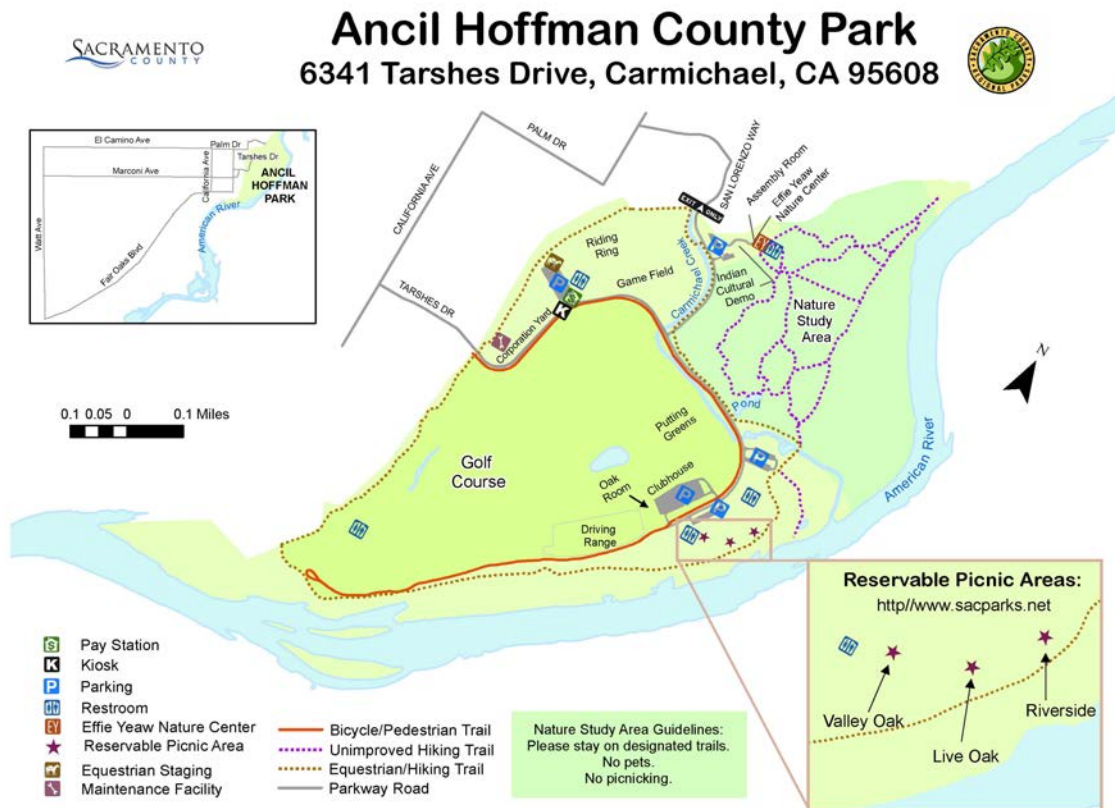 Ancil Hoffman County Park
6341 Tarshes Drive, Carmichael, CA 95608
SACRAMENTO
COUNTY
SACRAMENTO COUNTY
REGIONAL PARKS
El Camino Ave
Palm Dr
Tarshes Dr
Marconi Ave
California Ave
ANCIL
HOFFMAN
PARK
American River
Fair Oaks Blvd
Watt Ave
PALM DR
CALIFORNIA AVE
TARSHES DR
SAN LORENZO WAY
EXIT ONLY
Assembly Room
Effie Yeaw
Nature Center
EY
P
Riding
Ring
Game Field
Carmichael Creek
Indian
Cultural
Demo
Nature
Study
Area
P
S
K
Corporation Yard
N
0.1 0.05 0 0.1 Miles
Pond
Putting
Greens
Golf
Course
Oak
Room
Clubhouse
P
P
P
Driving
Range
American River
Reservable Picnic Areas:
http//www.sacparks.net
Valley Oak
Live Oak
Riverside
S Pay Station
K Kiosk
P Parking
Restroom
EY Effie Yeaw Nature Center
Reservable Picnic Area
Equestrian Staging
Maintenance Facility
Bicycle/Pedestrian Trail
Unimproved Hiking Trail
Equestrian/Hiking Trail
Parkway Road
Nature Study Area Guidelines:
Please stay on designated trails.
No pets.
No picnicking.